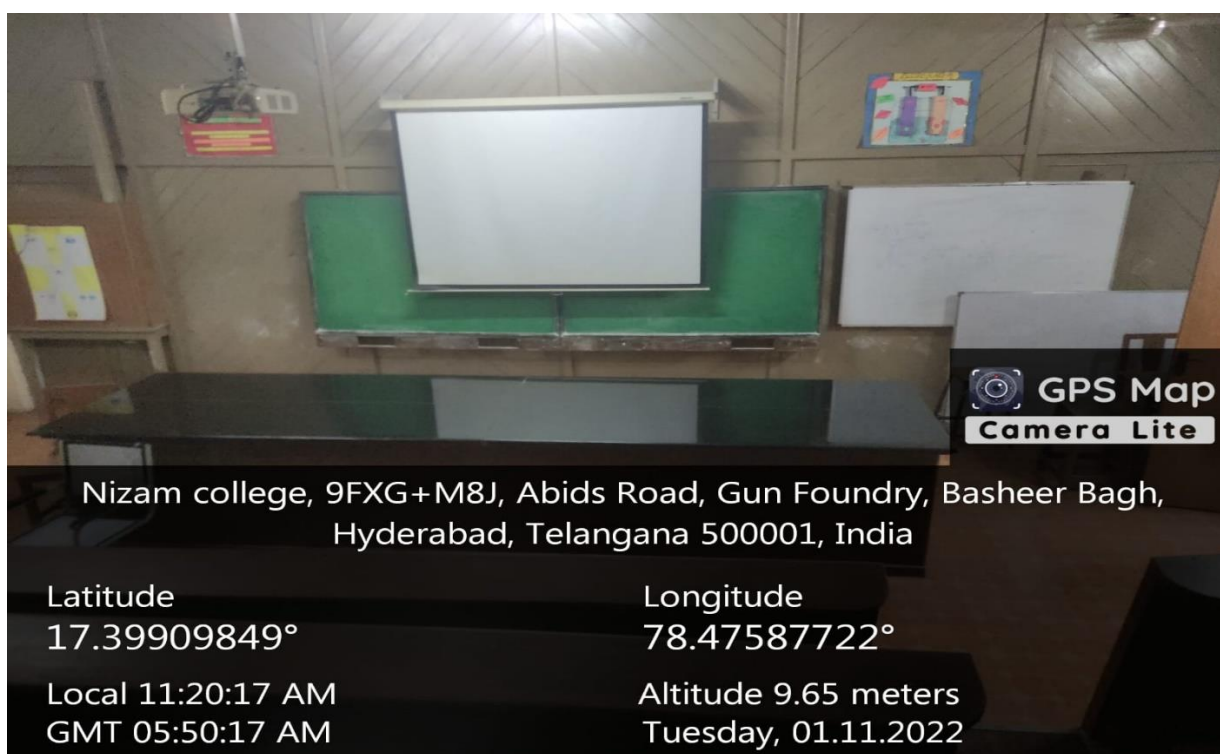 GPS Map
Camera Lite
Nizam college, 9FXG+M8J, Abids Road, Gun Foundry, Basheer Bagh,
Hyderabad, Telangana 500001, India
Latitude
17.39909849°
Longitude
78.47587722°
Local 11:20:17 AM
GMT 05:50:17 AM
Altitude 9.65 meters
Tuesday, 01.11.2022